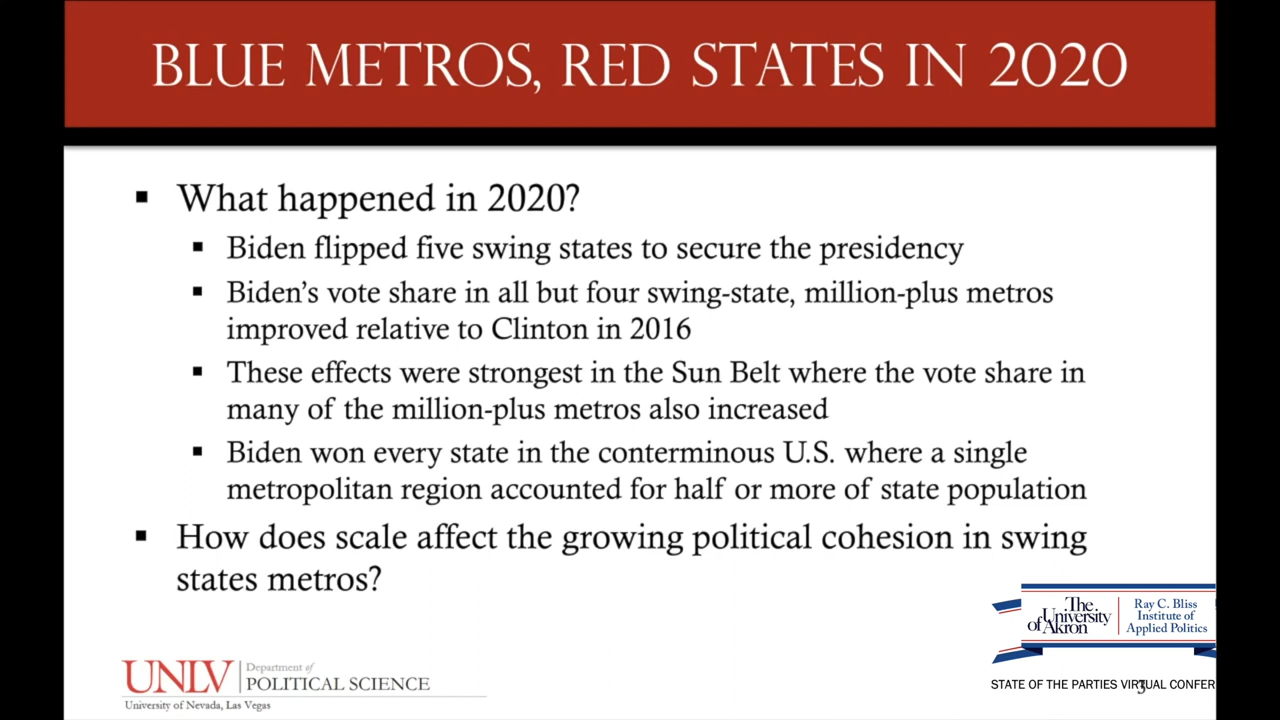 BLUE METROS, RED STATES IN 2020
What happened in 2020?
Biden flipped five swing states to secure the presidency
Biden's vote share in all but four swing-state, million-plus metros
improved relative to Clinton in 2016
These effects were strongest in the Sun Belt where the vote share in
many of the million-plus metros also increased
Biden won every state in the conterminous U.S. where a single
metropolitan region accounted for half or more of state population
How does scale affect the growing political cohesion in swing
states metros?
The
University
of Akron
Ray C. Bliss
Institute of
Applied Politics
UNLV
Department of
POLITICAL SCIENCE
University of Nevada, Las Vegas
STATE OF THE PARTIES VIRTUAL CONFER
3